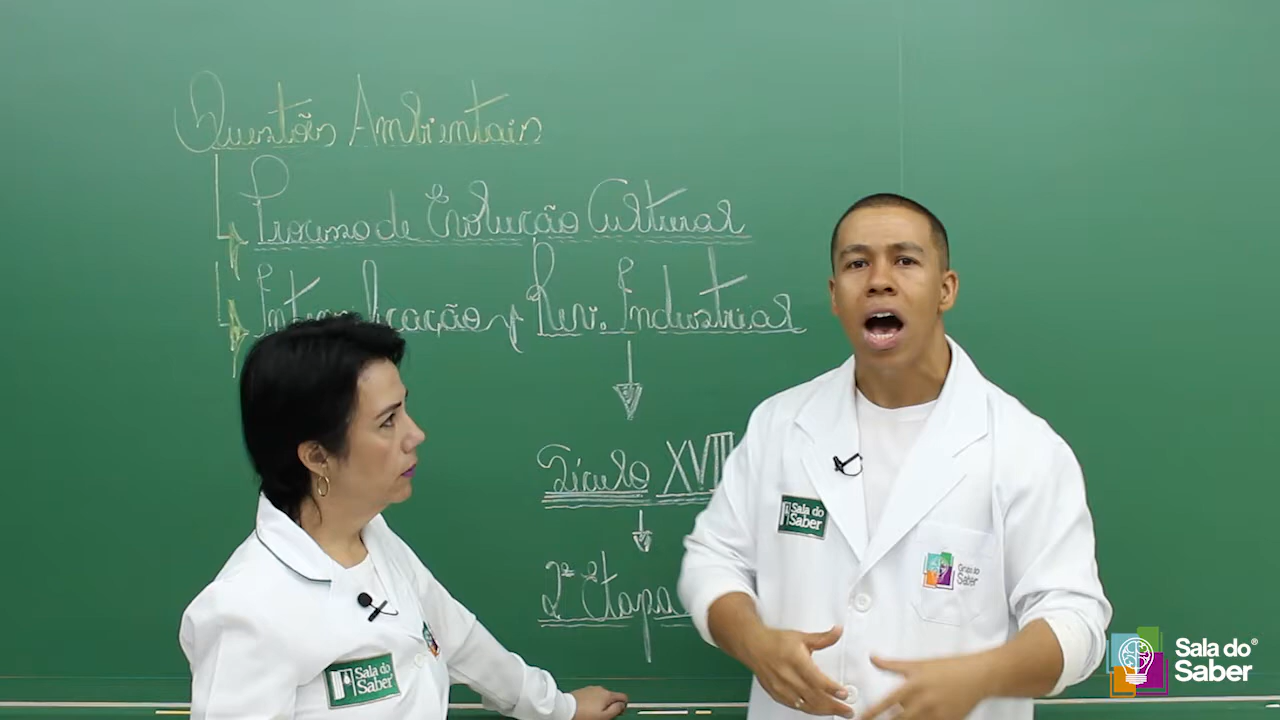 Questões Ambientais
Processo de Evolução Cultural
Intensificação Rev. Industrial
Século XVIII
2ª Etapa
Sala do
Saber
Grupo do
Saber
Sala do
Saber
Sala do®
Saber